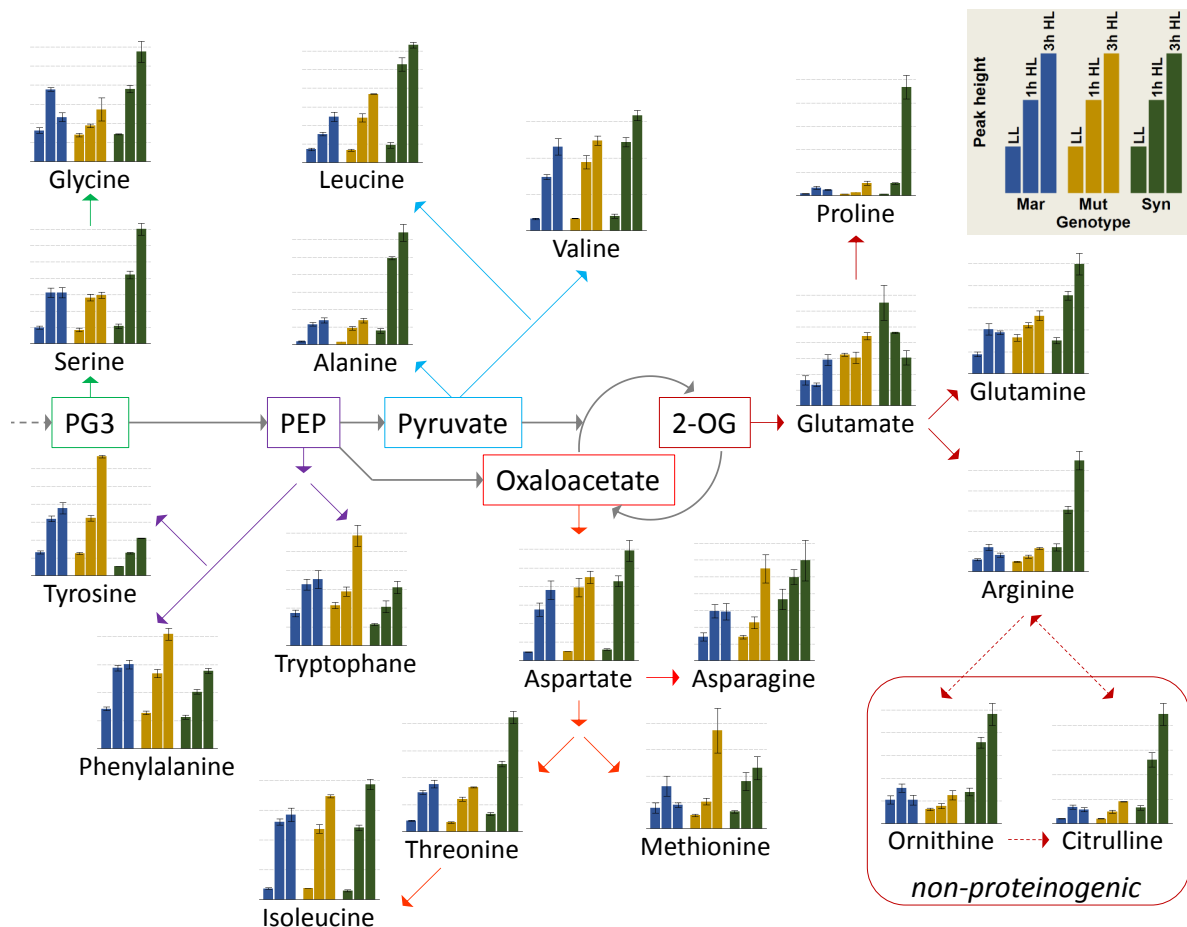 Peak height
LL
1h HL
3h HL
LL
1h HL
3h HL
LL
1h HL
3h HL
Mar
Mut
Syn
Genotype
Glycine
Leucine
Valine
Proline
Serine
Alanine
Glutamate
Glutamine
PG3
PEP
Pyruvate
2-OG
Oxaloacetate
Tyrosine
Tryptophane
Aspartate
Asparagine
Arginine
Phenylalanine
Threonine
Methionine
Isoleucine
Ornithine
Citrulline
non-proteinogenic